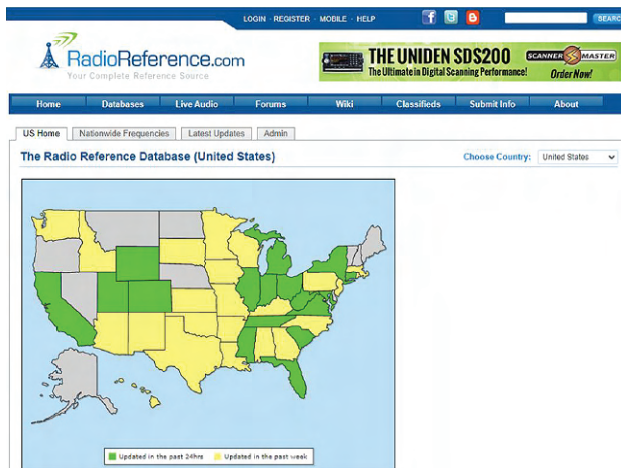 LOGIN - REGISTER - MOBILE - HELP
SEARC
RadioReference.com
Your Complete Reference Source
THE UNIDEN SDS200
The Ultimate in Digital Scanning Performance!
SCANNER MASTER
Order Now!
Home Databases Live Audio Forums Wiki Classifieds Submit Info About
US Home Nationwide Frequencies Latest Updates Admin
The Radio Reference Database (United States)
Choose Country: United States
Updated in the past 24hrs Updated in the past week